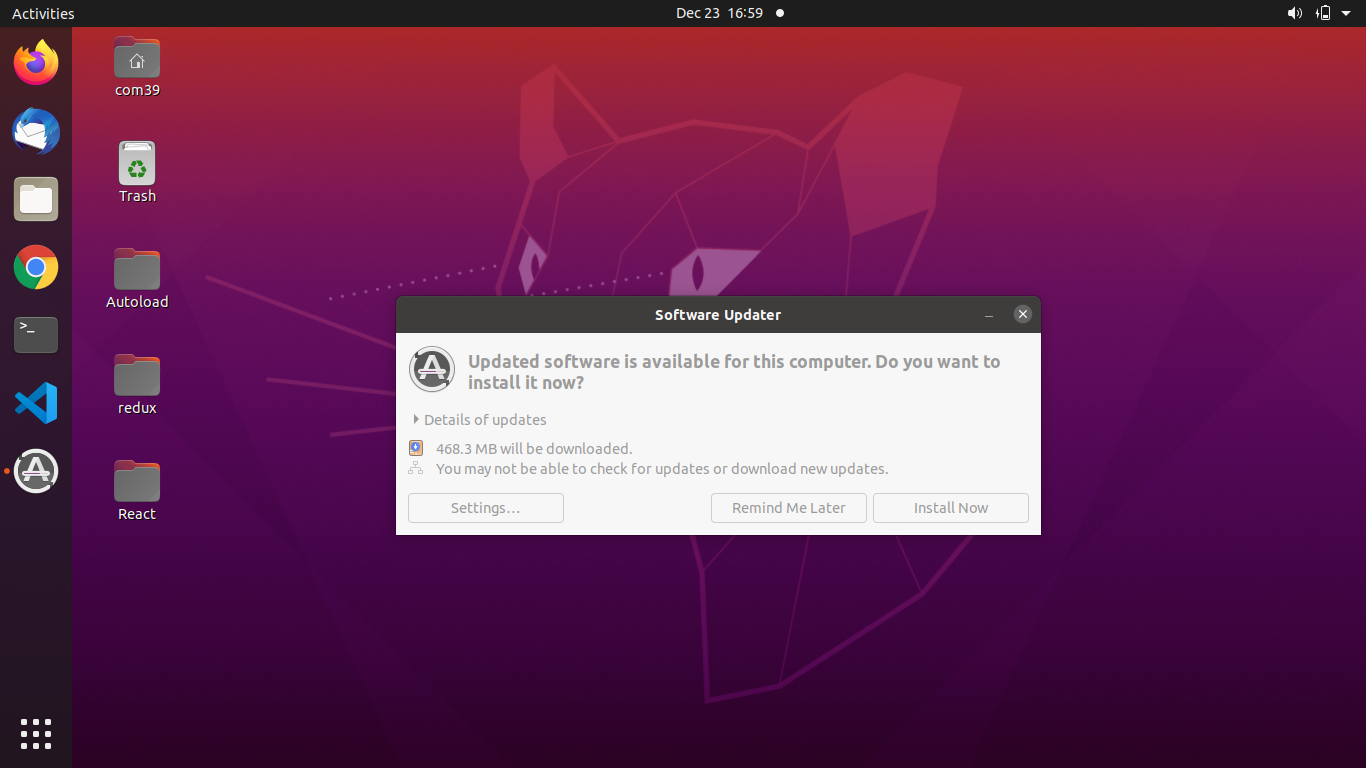 Activities
Dec 23 16:59
com39
Trash
Autoload
redux
React
>_
Software Updater
Updated software is available for this computer. Do you want to
install it now?
Details of updates
468.3 MB will be downloaded.
You may not be able to check for updates or download new updates.
Settings…
Remind Me Later
Install Now